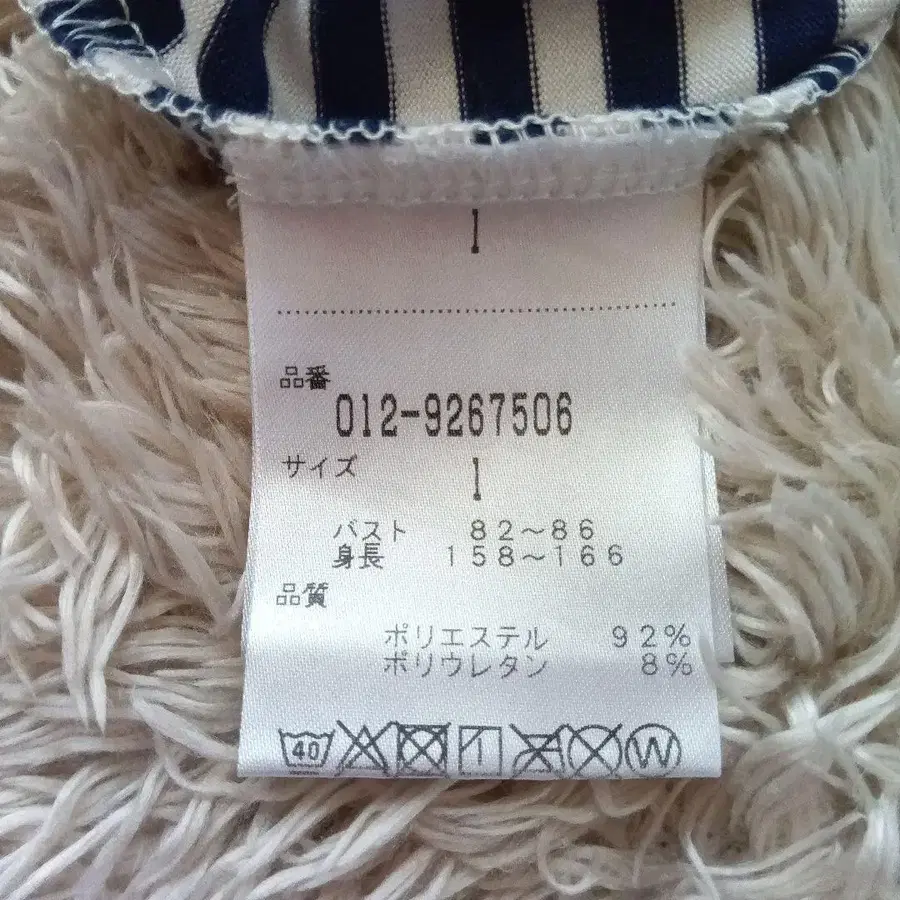 1
品番
012-9267506
サイズ
1
バスト 82～86
身長 158～166
品質
ポリエステル 92%
ポリウレタン 8%
40 W